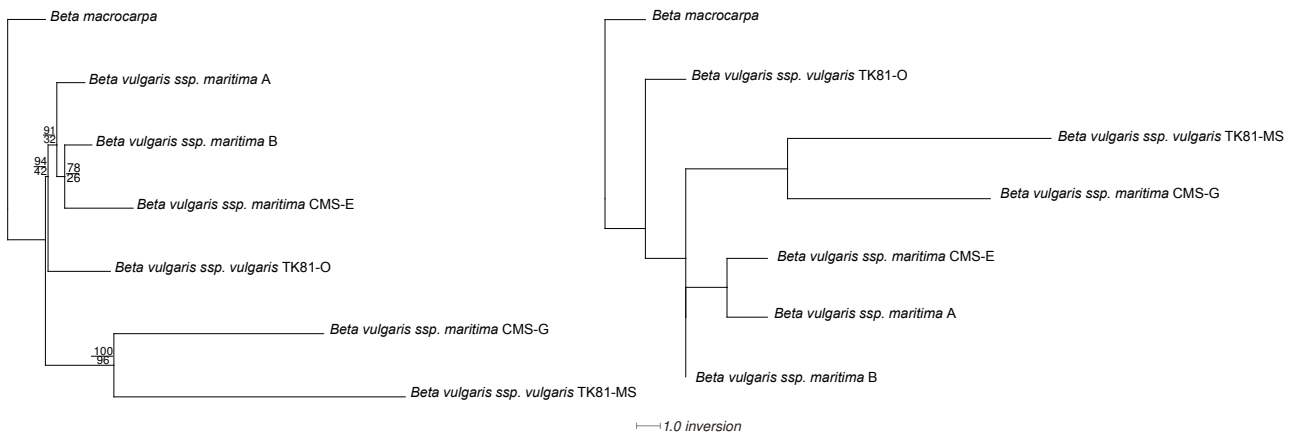 Beta macrocarpa
Beta vulgaris ssp. maritima A
91
32
Beta vulgaris ssp. maritima B
94
42
78
26
Beta vulgaris ssp. maritima CMS-E
Beta vulgaris ssp. vulgaris TK81-O
Beta vulgaris ssp. maritima CMS-G
100
96
Beta vulgaris ssp. vulgaris TK81-MS
Beta macrocarpa
Beta vulgaris ssp. vulgaris TK81-O
Beta vulgaris ssp. vulgaris TK81-MS
Beta vulgaris ssp. maritima CMS-G
Beta vulgaris ssp. maritima CMS-E
Beta vulgaris ssp. maritima A
Beta vulgaris ssp. maritima B
1.0 inversion